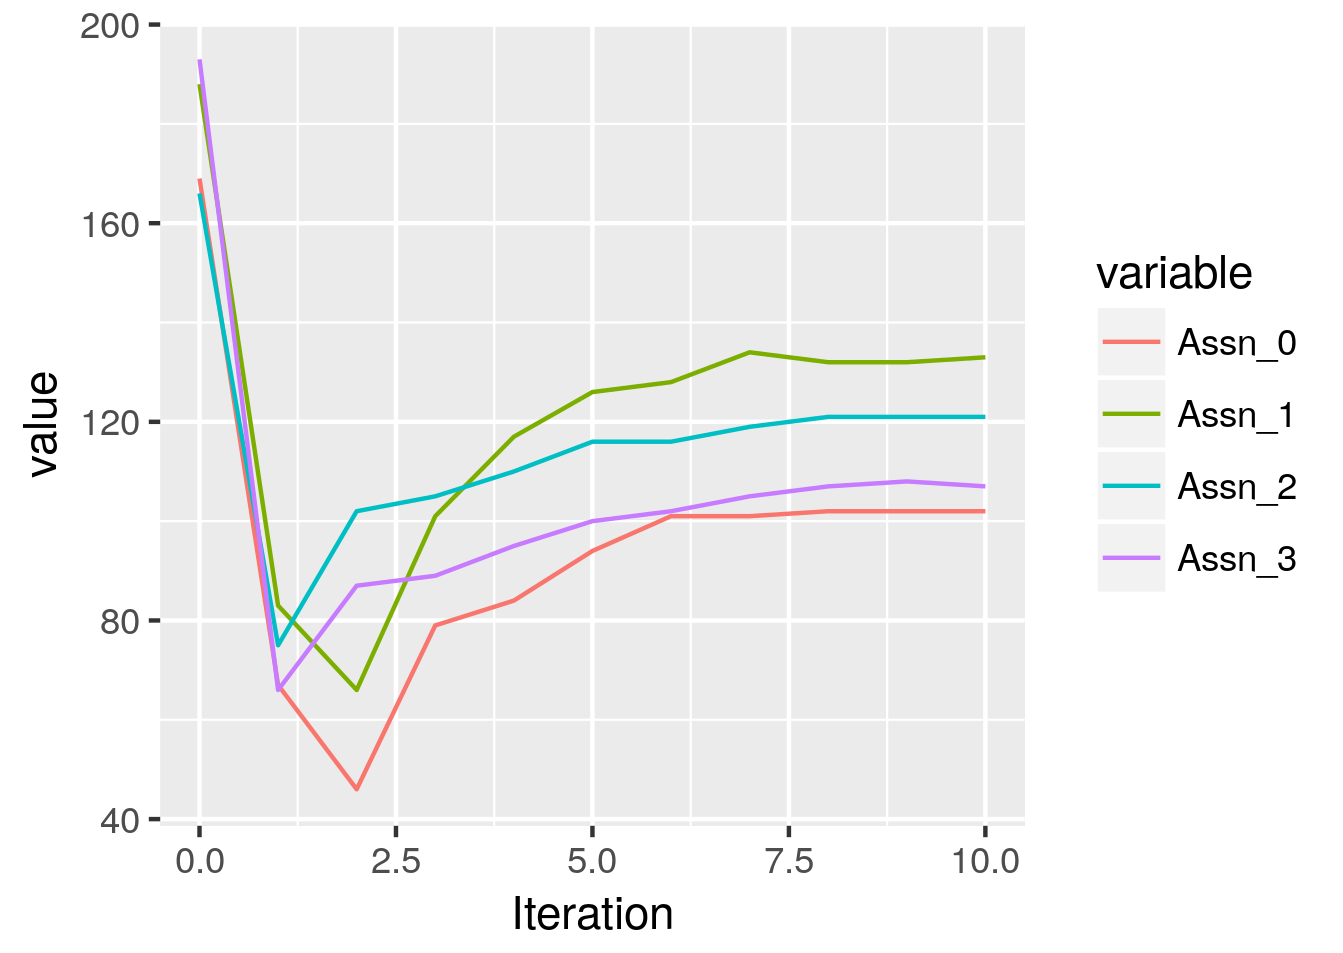 200
160
120
80
40
value
0.0 2.5 5.0 7.5 10.0
Iteration
variable
Assn_0
Assn_1
Assn_2
Assn_3